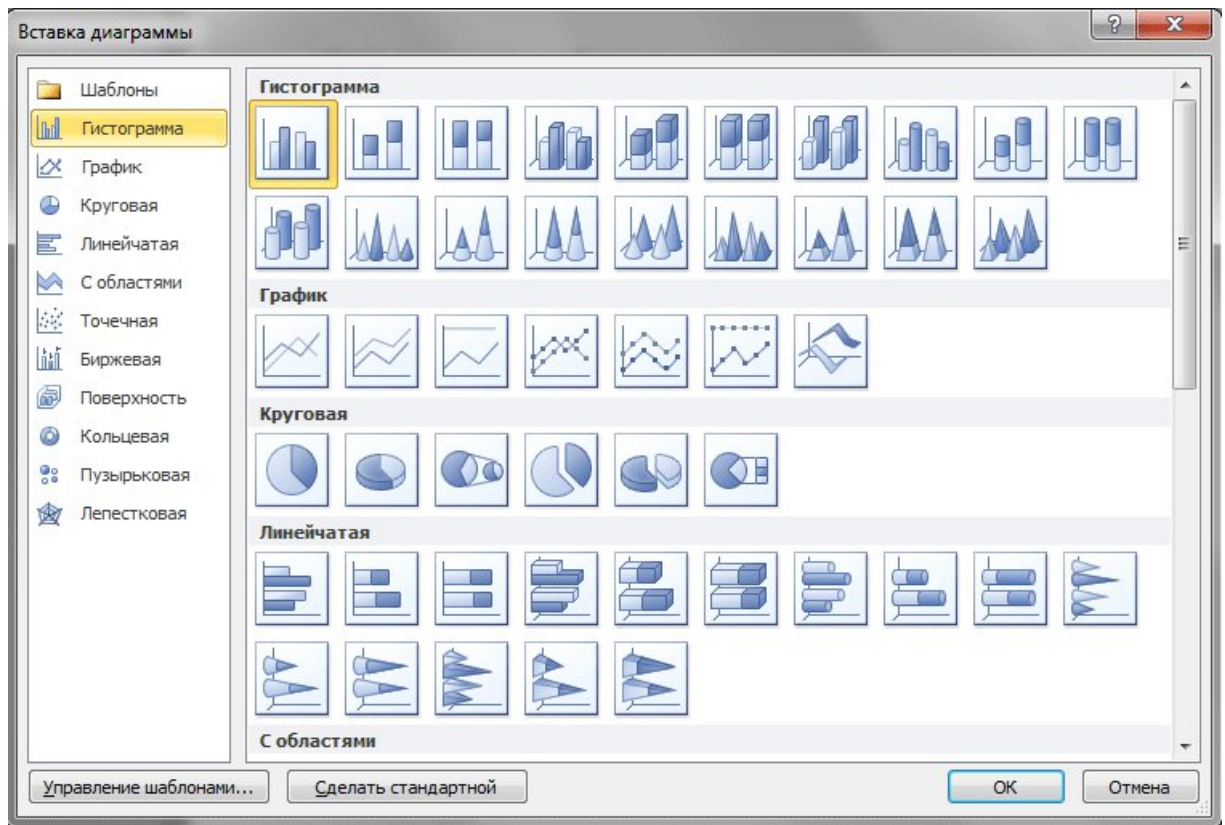 Вставка диаграммы
Шаблоны
Гистограмма
График
Круговая
Линейчатая
С областями
Точечная
Биржевая
Поверхность
Кольцевая
Пузырьковая
Лепестковая
Гистограмма
График
Круговая
Линейчатая
С областями
Управление шаблонами...
Сделать стандартной
ОК
Отмена